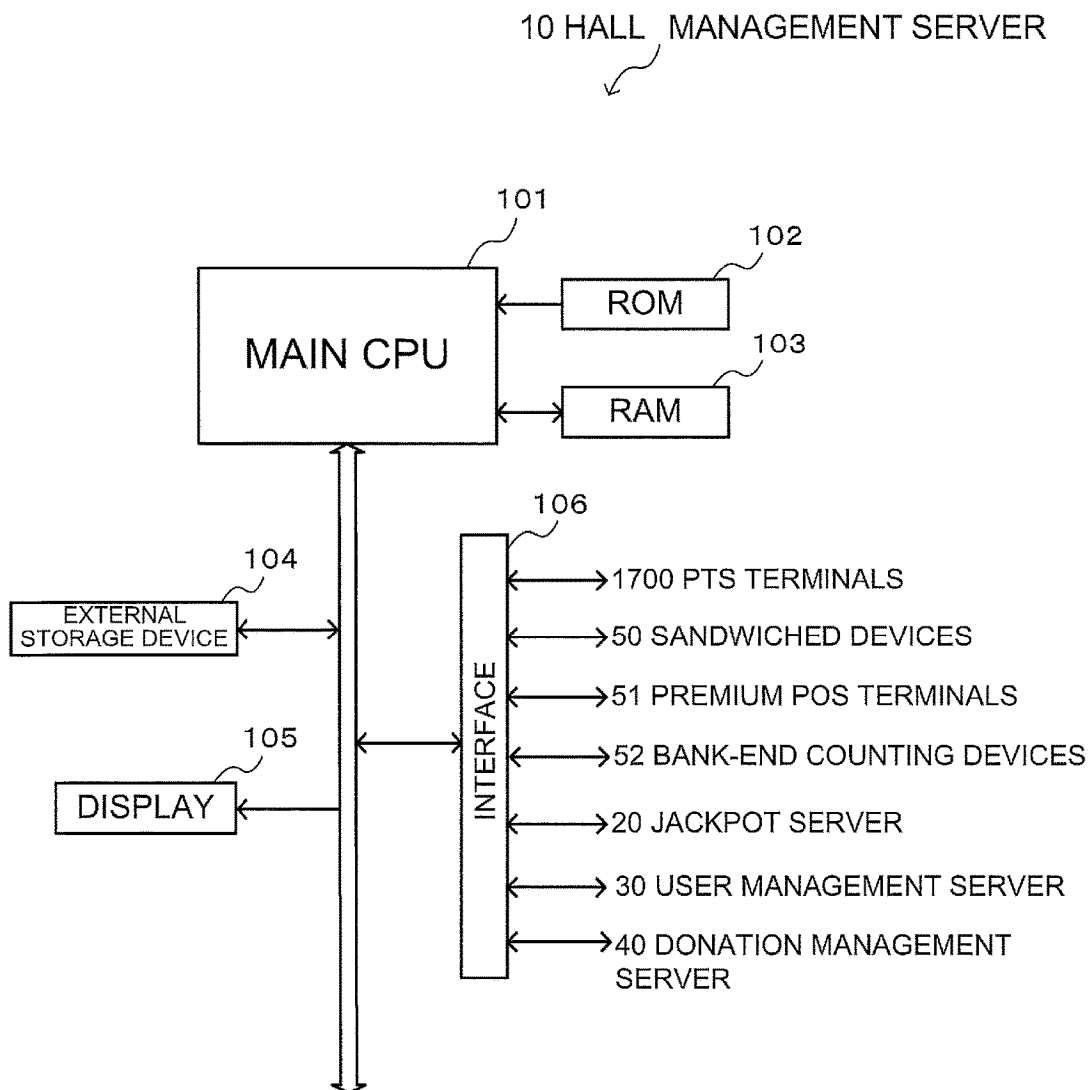 10 HALL MANAGEMENT SERVER
101
102
ROM
MAIN CPU
103
RAM
106
104
EXTERNAL
STORAGE DEVICE
105
DISPLAY
INTERFACE
1700 PTS TERMINALS
50 SANDWICHED DEVICES
51 PREMIUM POS TERMINALS
52 BANK-END COUNTING DEVICES
20 JACKPOT SERVER
30 USER MANAGEMENT SERVER
40 DONATION MANAGEMENT
SERVER